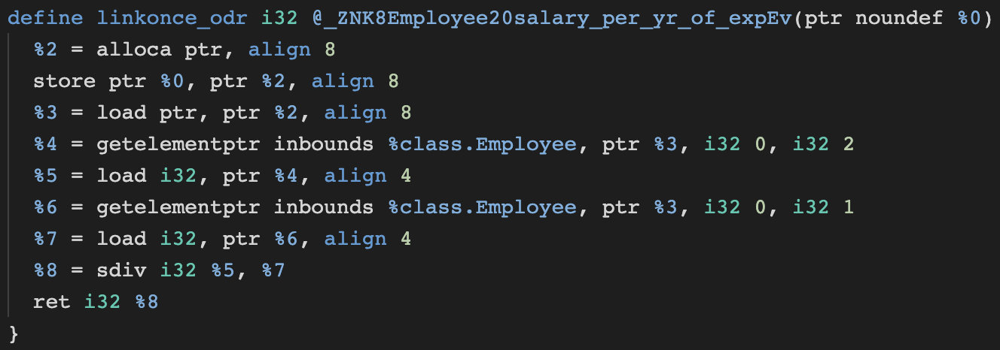 define linkonce_odr i32 @_ZNK8Employee20salary_per_yr_of_expEv(ptr noundef %0)
%2 = alloca ptr, align 8
store ptr %0, ptr %2, align 8
%3 = load ptr, ptr %2, align 8
%4 = getelementptr inbounds %class.Employee, ptr %3, i32 0, i32 2
%5 = load i32, ptr %4, align 4
%6 = getelementptr inbounds %class.Employee, ptr %3, i32 0, i32 1
%7 = load i32, ptr %6, align 4
%8 = sdiv i32 %5, %7
ret i32 %8
}